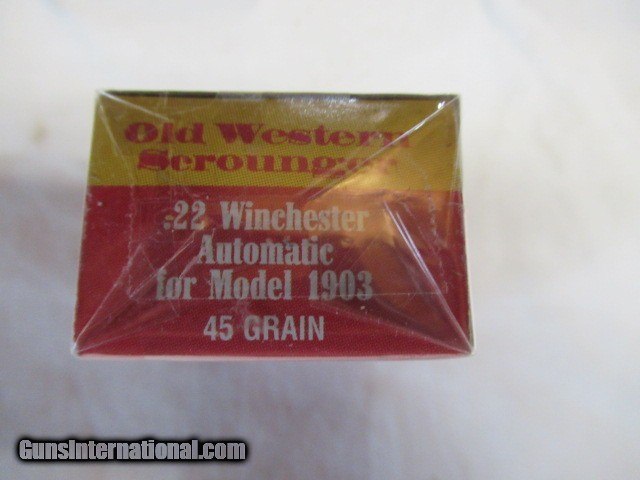 Old Western
Scrounger
.22 Winchester
Automatic
for Model 1903
45 GRAIN
GunsInternational.com